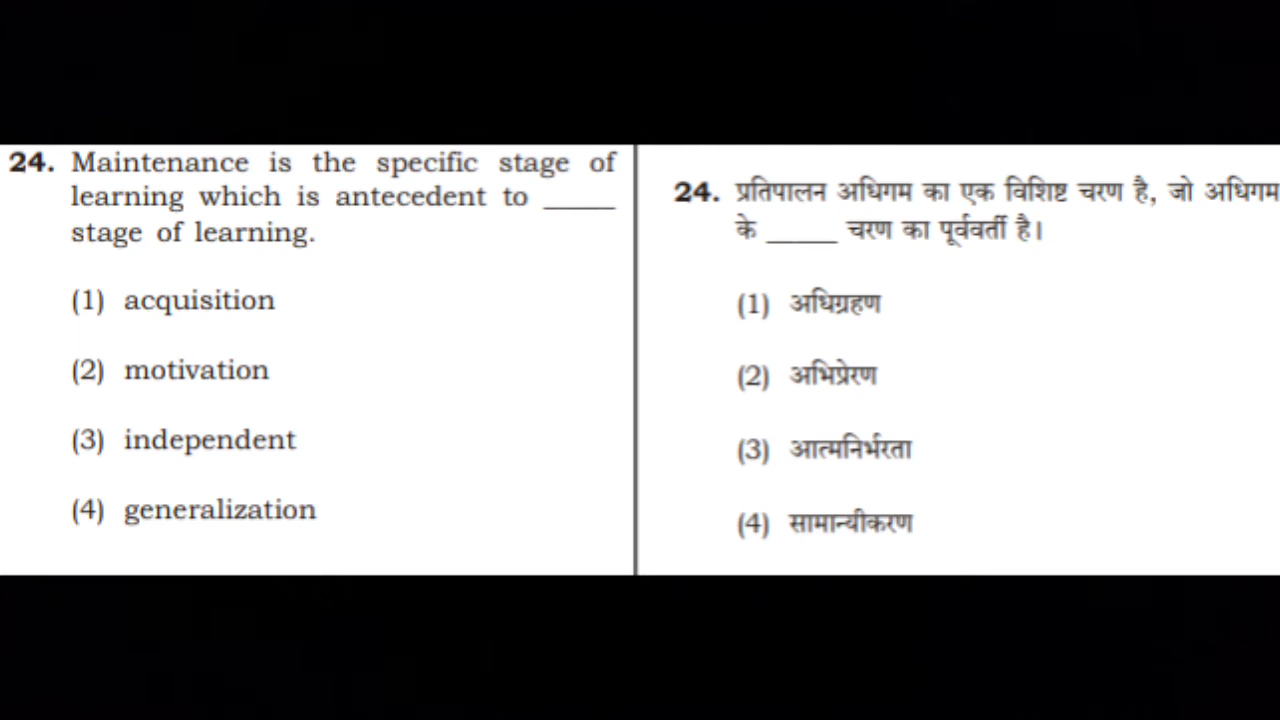 24. Maintenance is the specific stage of
learning which is antecedent to _____
stage of learning.
(1) acquisition
(2) motivation
(3) independent
(4) generalization
24. प्रतिपालन अधिगम का एक विशिष्ट चरण है, जो अधिगम
के _____ चरण का पूर्ववर्ती है।
(1) अधिग्रहण
(2) अभिप्रेरण
(3) आत्मनिर्भरता
(4) सामान्यीकरण